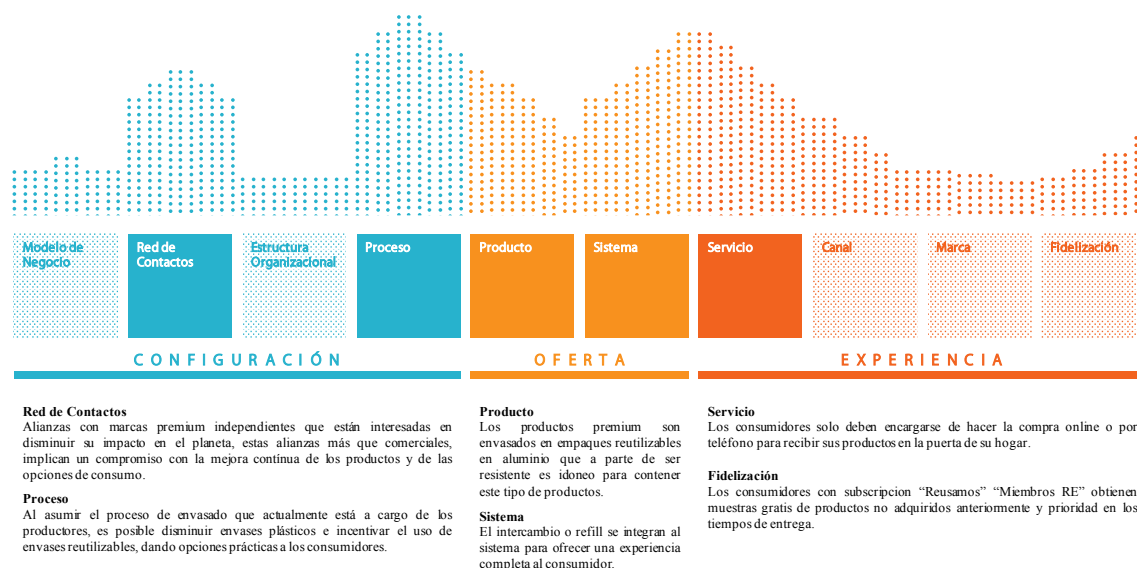 Modelo de
Negocio
Red de
Contactos
Estructura
Organizacional
Proceso
Producto
Sistema
Servicio
Canal
Marca
Fidelización
CONFIGURACIÓN
OFERTA
EXPERIENCIA
Red de Contactos
Alianzas con marcas premium independientes que están interesadas en
disminuir su impacto en el planeta, estas alianzas más que comerciales,
implican un compromiso con la mejora contínua de los productos y de las
opciones de consumo.
Proceso
Al asumir el proceso de envasado que actualmente está a cargo de los
productores, es posible disminuir envases plásticos e incentivar el uso de
envases reutilizables, dando opciones prácticas a los consumidores.
Producto
Los productos premium son
envasados en empaques reutilizables
en aluminio que a parte de ser
resistente es idoneo para contener
este tipo de productos.
Sistema
El intercambio o refill se integran al
sistema para ofrecer una experiencia
completa al consumidor.
Servicio
Los consumidores solo deben encargarse de hacer la compra online o por
teléfono para recibir sus productos en la puerta de su hogar.
Fidelización
Los consumidores con subscripcion “Reusamos” “Miembros RE” obtienen
muestras gratis de productos no adquiridos anteriormente y prioridad en los
tiempos de entrega.